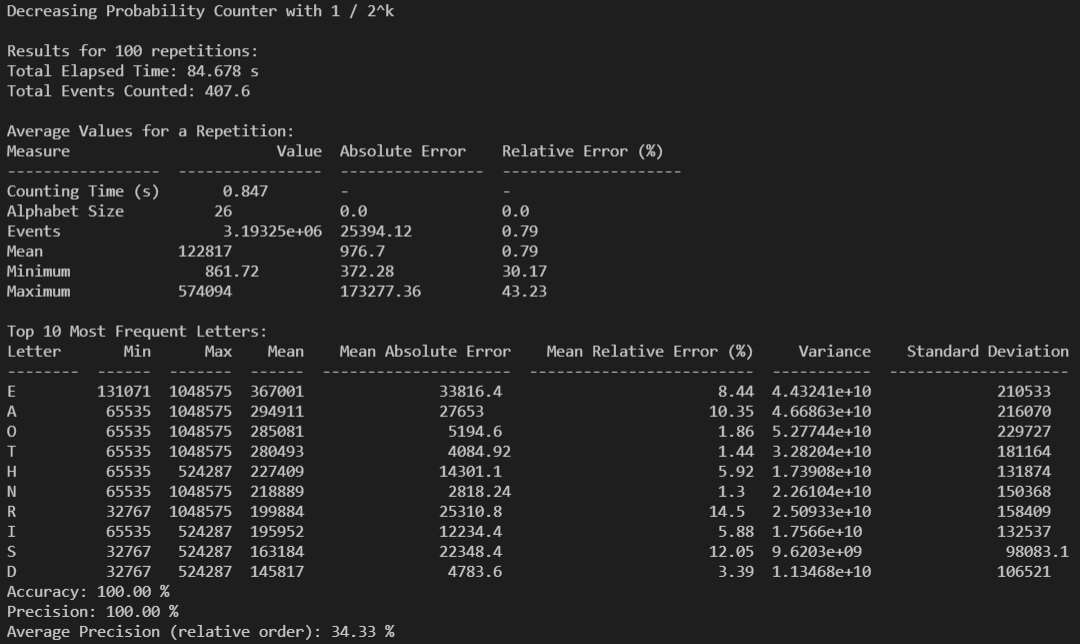 Decreasing Probability Counter with 1 / 2^k
Results for 100 repetitions:
Total Elapsed Time: 84.678 s
Total Events Counted: 407.6
Average Values for a Repetition:
Measure Value Absolute Error Relative Error (%)
----------------- ---------------- ---------------- --------------------
Counting Time (s) 0.847 - -
Alphabet Size 26 0.0 0.0
Events 3.19325e+06 25394.12 0.79
Mean 122817 976.7 0.79
Minimum 861.72 372.28 30.17
Maximum 574094 173277.36 43.23
Top 10 Most Frequent Letters:
Letter Min Max Mean Mean Absolute Error Mean Relative Error (%) Variance Standard Deviation
-------- ------ ------- ------ --------------------- ------------------------- ----------- --------------------
E 131071 1048575 367001 33816.4 8.44 4.43241e+10 210533
A 65535 1048575 294911 27653 10.35 4.66863e+10 216070
O 65535 1048575 285081 5194.6 1.86 5.27744e+10 229727
T 65535 1048575 280493 4084.92 1.44 3.28204e+10 181164
H 65535 524287 227409 14301.1 5.92 1.73908e+10 131874
N 65535 1048575 218889 2818.24 1.3 2.26104e+10 150368
R 32767 1048575 199884 25310.8 14.5 2.50933e+10 158409
I 65535 524287 195952 12234.4 5.88 1.7566e+10 132537
S 32767 524287 163184 22348.4 12.05 9.6203e+09 98083.1
D 32767 524287 145817 4783.6 3.39 1.13468e+10 106521
Accuracy: 100.00 %
Precision: 100.00 %
Average Precision (relative order): 34.33 %